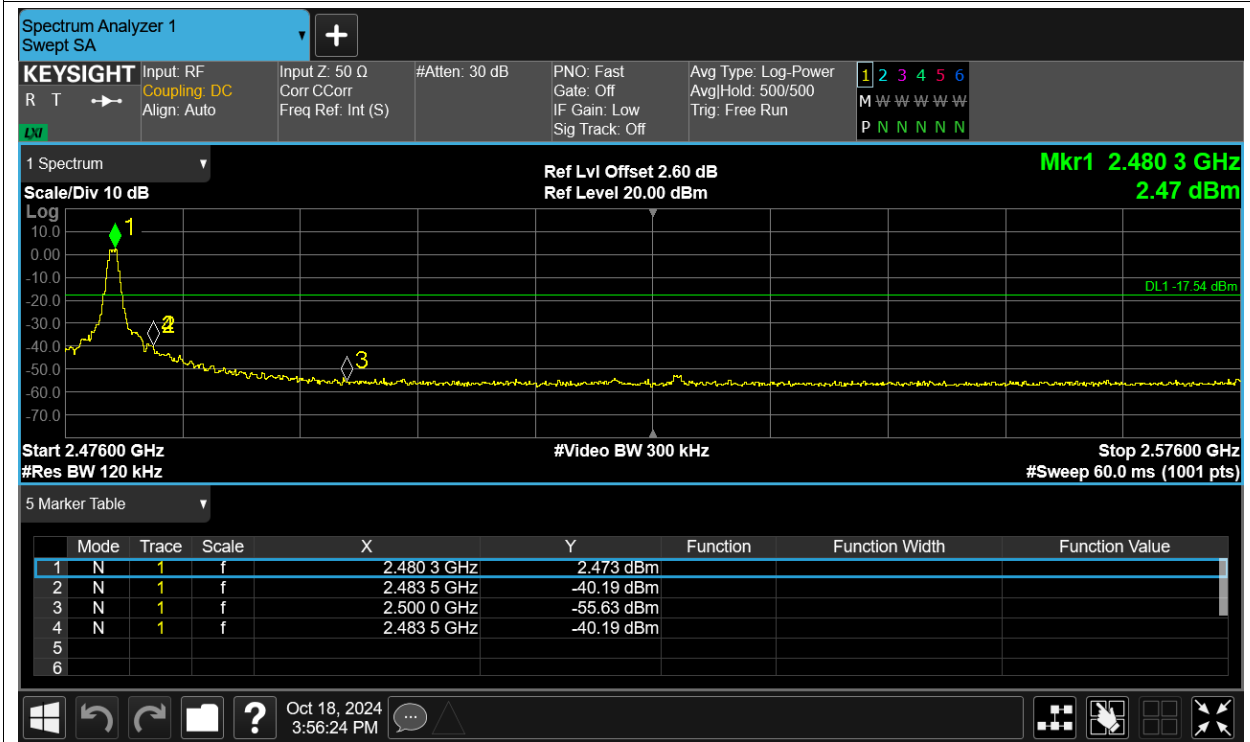 Spectrum Analyzer 1
Swept SA
+
KEYSIGHT Input: RF Input Z: 50 Ω #Atten: 30 dB PNO: Fast Avg Type: Log-Power 1 2 3 4 5 6
R T Coupling: DC Corr CCorr Gate: Off Avg|Hold: 500/500 M W W W W W
Align: Auto Freq Ref: Int (S) IF Gain: Low Trig: Free Run
LXI Sig Track: Off P N N N N N
1 Spectrum Ref Lvl Offset 2.60 dB Mkr1 2.480 3 GHz
Scale/Div 10 dB Ref Level 20.00 dBm 2.47 dBm
Log
1
10.0
0.00
-10.0
DL1 -17.54 dBm
-20.0
-30.0
-40.0
3
-50.0
-60.0
-70.0
Start 2.47600 GHz #Video BW 300 kHz Stop 2.57600 GHz
#Res BW 120 kHz #Sweep 60.0 ms (1001 pts)
5 Marker Table
Mode Trace Scale X Y Function Function Width Function Value
1 N 1 f 2.480 3 GHz 2.473 dBm
2 N 1 f 2.483 5 GHz -40.19 dBm
3 N 1 f 2.500 0 GHz -55.63 dBm
4 N 1 f 2.483 5 GHz -40.19 dBm
5
6
? Oct 18, 2024
3:56:24 PM